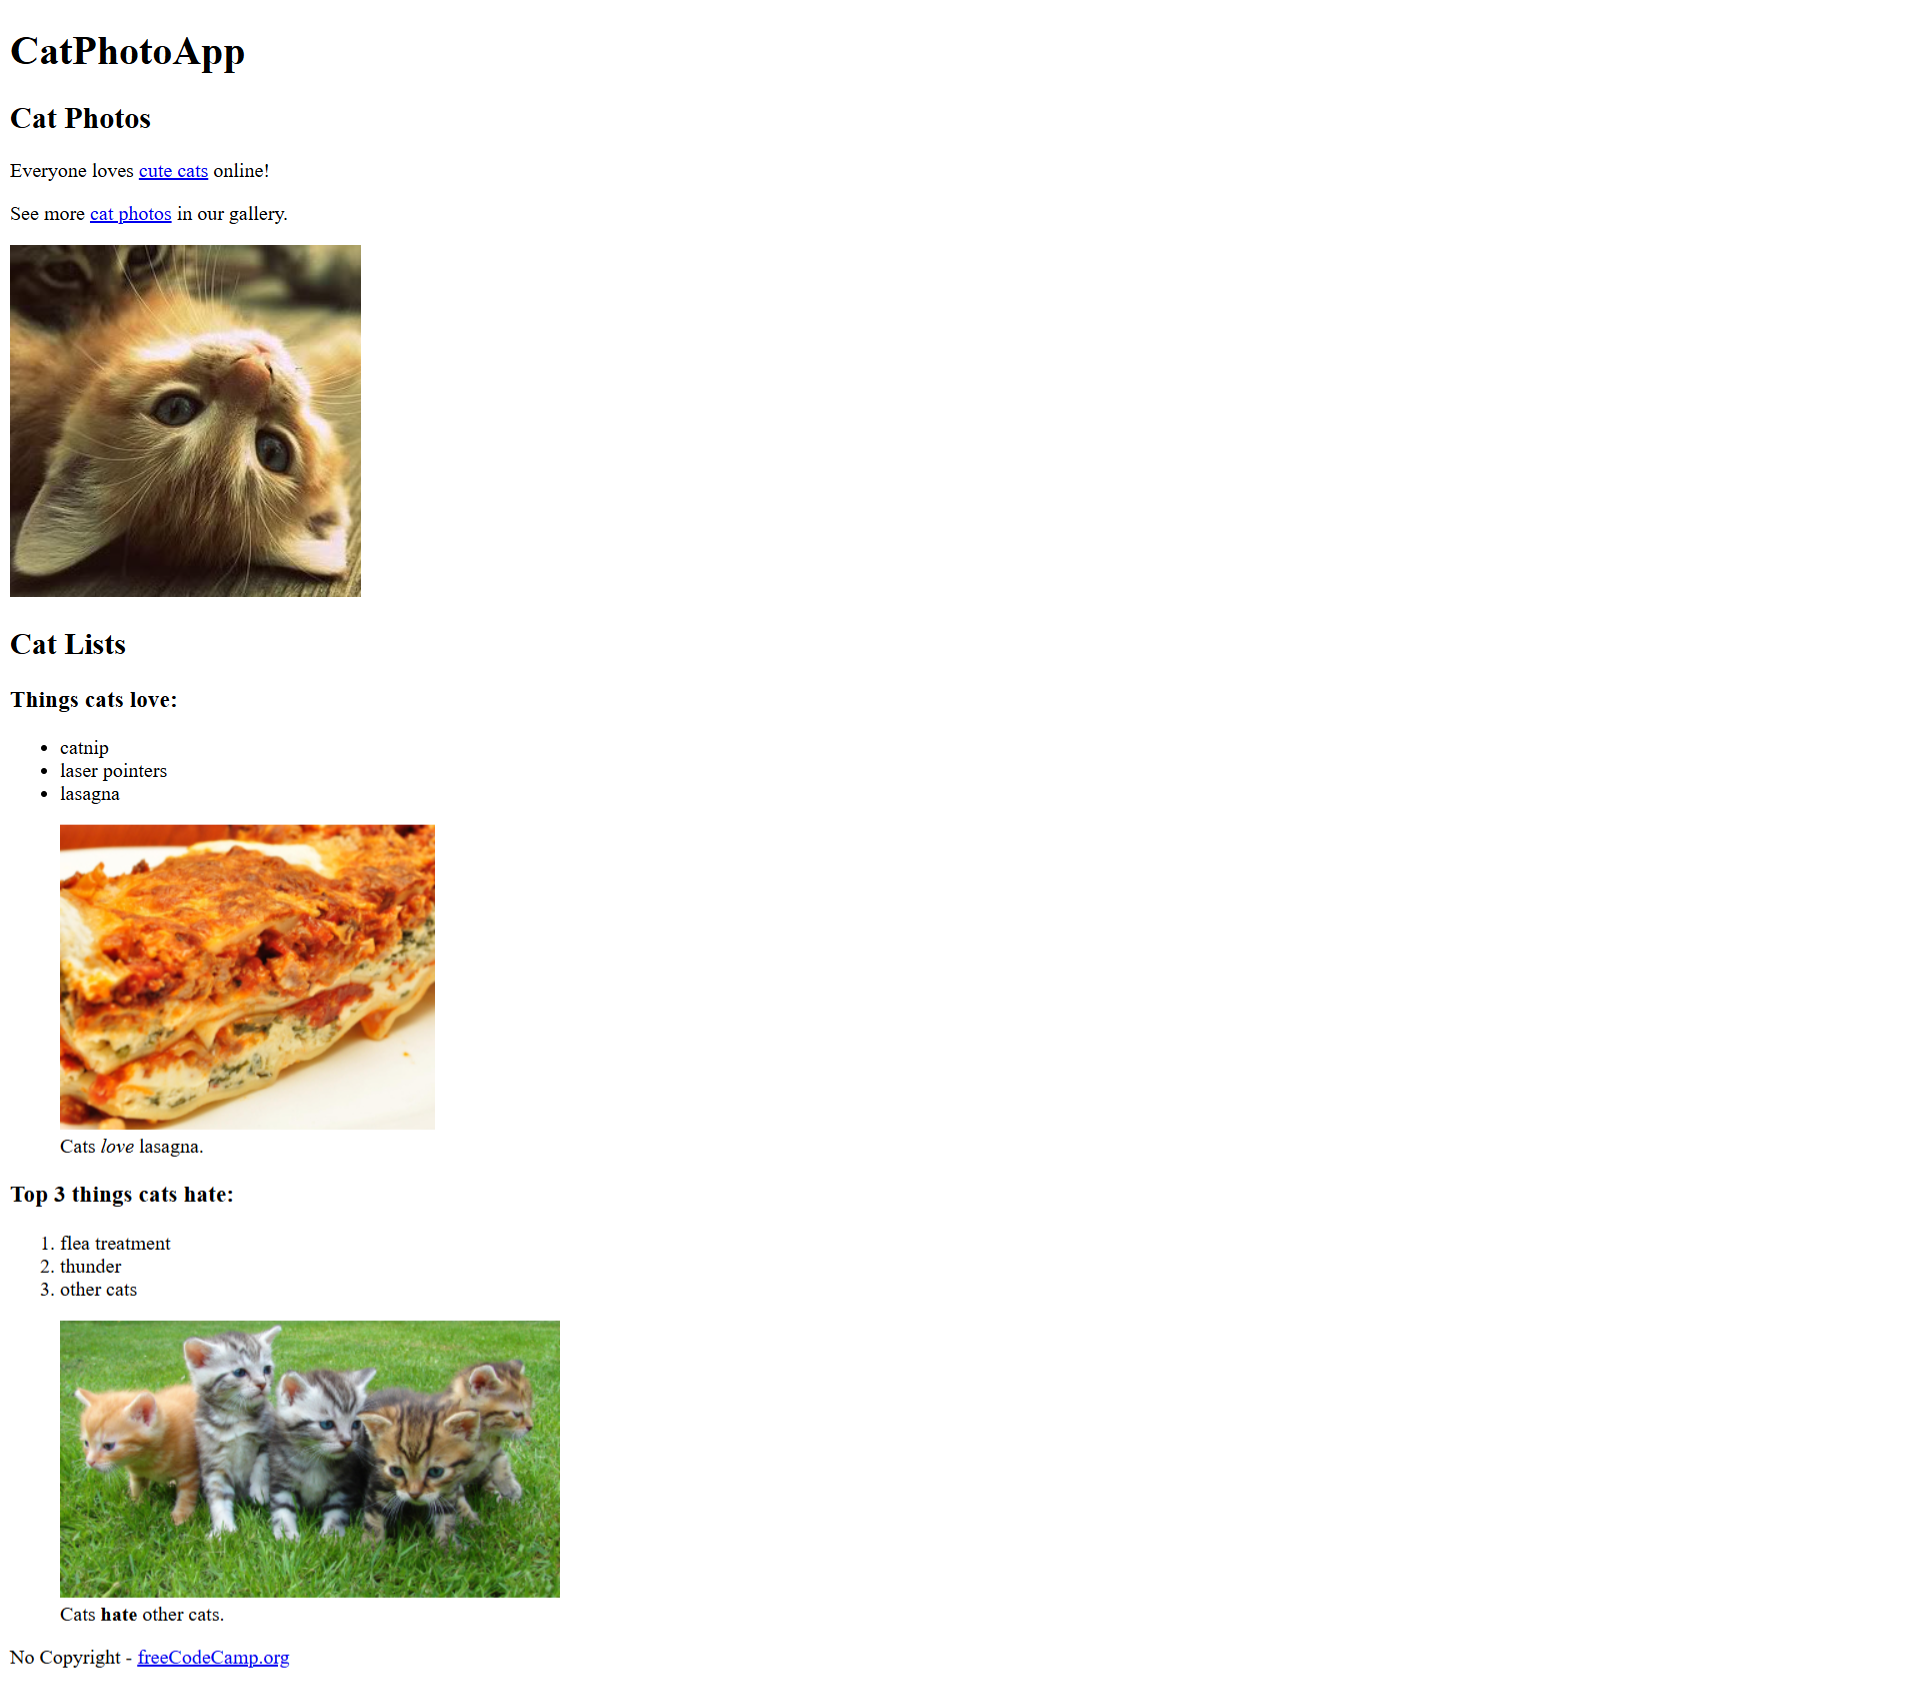 CatPhotoApp
Cat Photos
Everyone loves cute cats online!
See more cat photos in our gallery.
Cat Lists
Things cats love:
• catnip
• laser pointers
• lasagna
Cats love lasagna.
Top 3 things cats hate:
1. flea treatment
2. thunder
3. other cats
Cats hate other cats.
No Copyright - freeCodeCamp.org